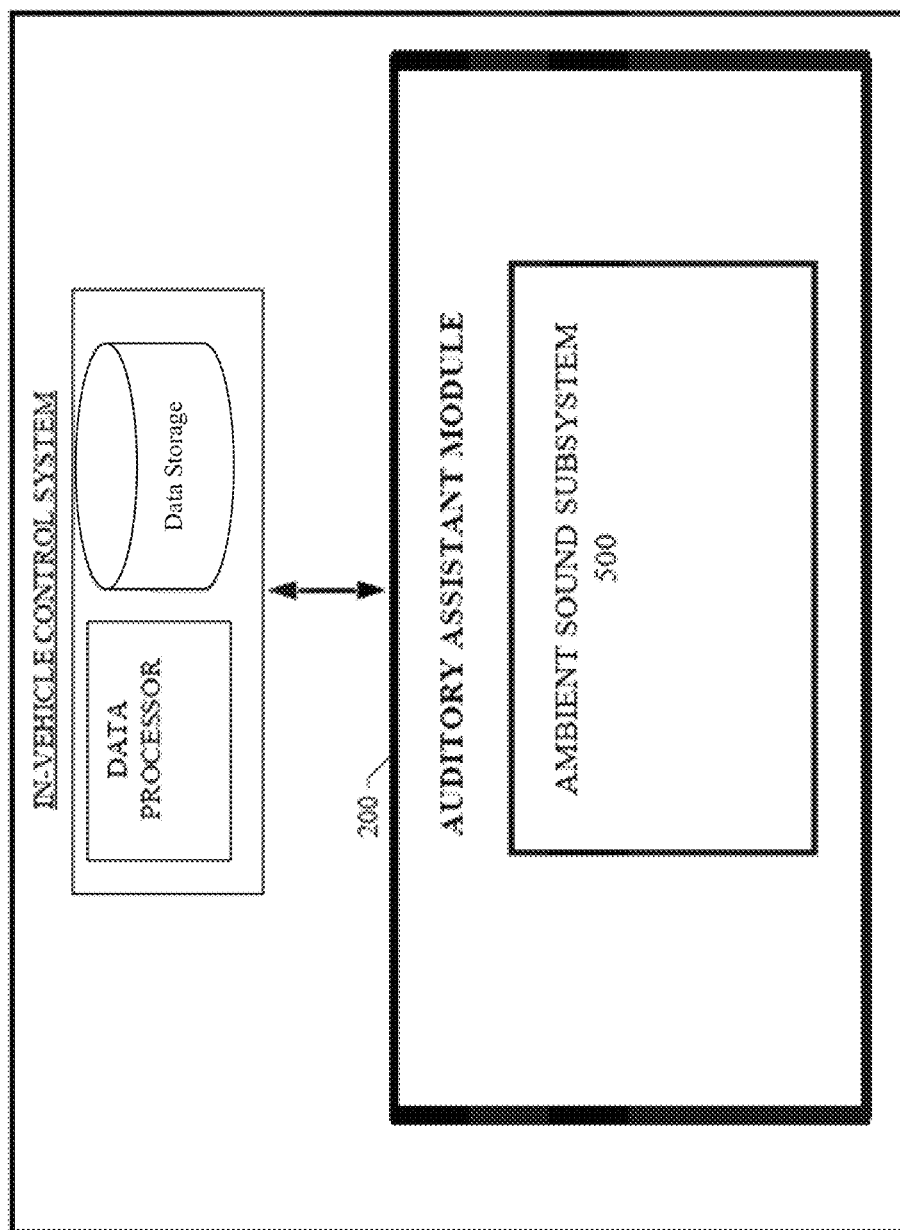 IN-VEHICLE CONTROL SYSTEM
DATA
PROCESSOR
Data Storage
200
AUDITORY ASSISTANT MODULE
AMBIENT SOUND SUBSYSTEM
500